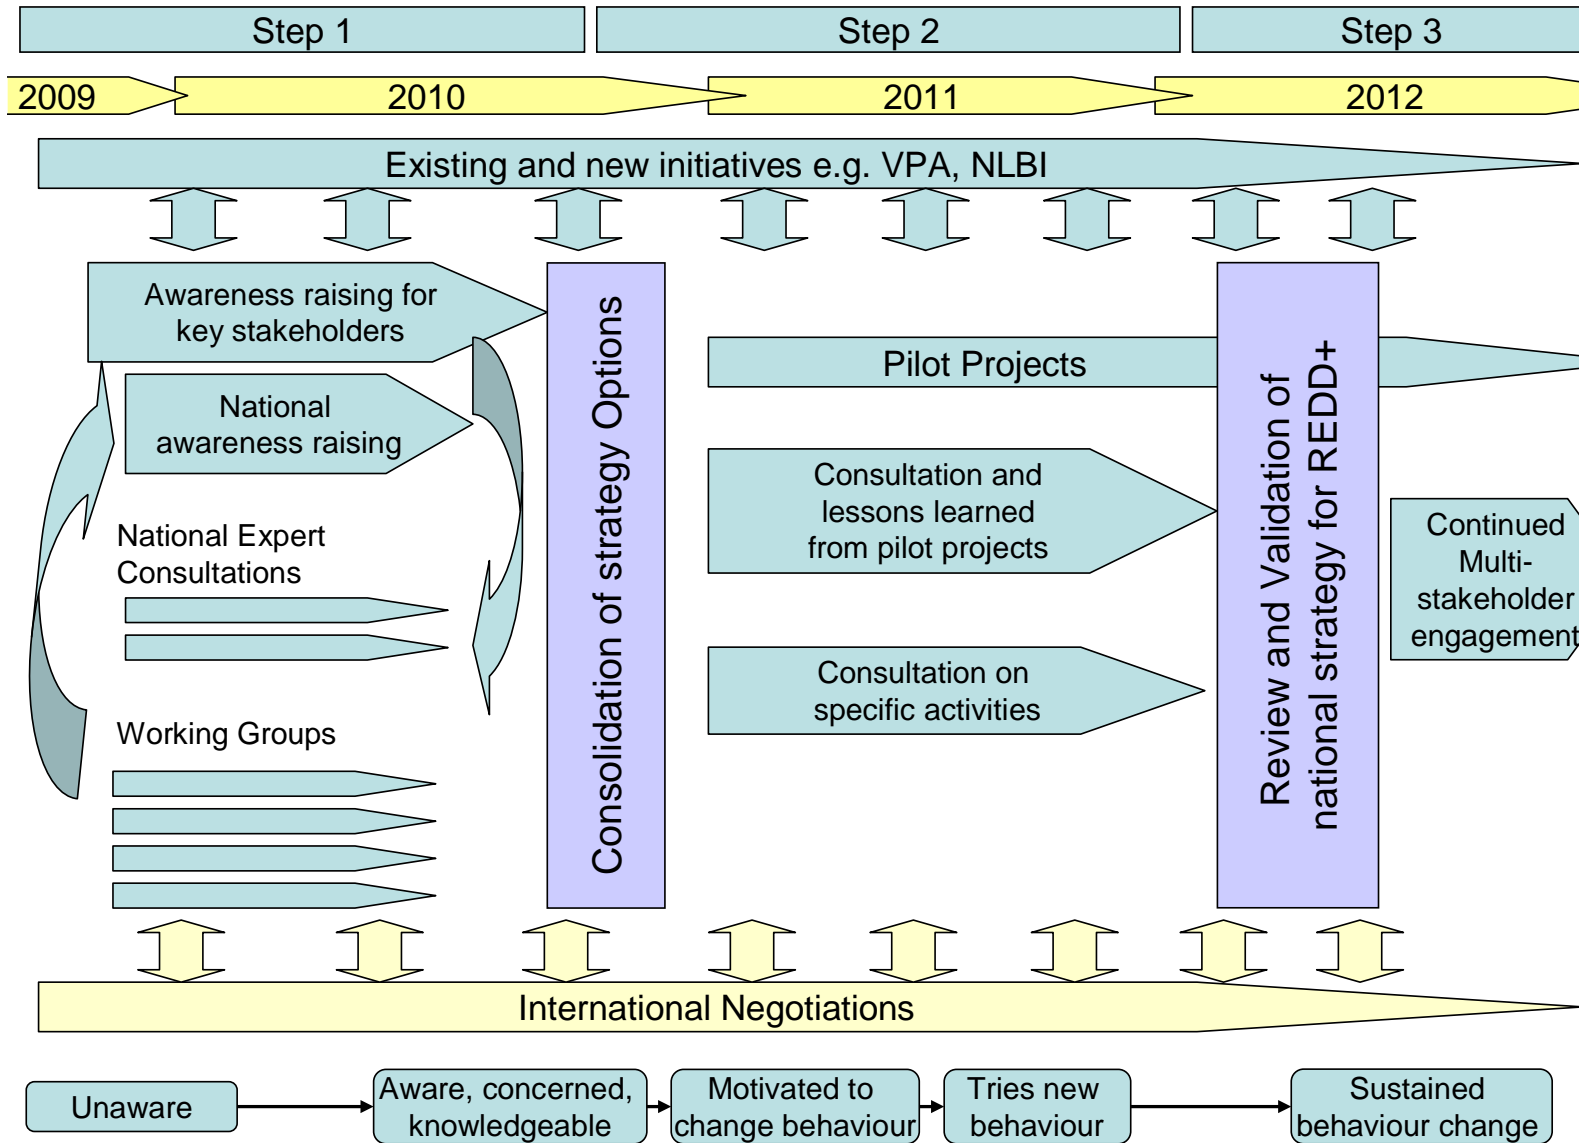 Step 1
Step 2
Step 3
2009
2010
2011
2012
Existing and new initiatives e.g. VPA, NLBI
Awareness raising for
key stakeholders
National
awareness raising
National Expert
Consultations
Working Groups
Consolidation of strategy Options
Pilot Projects
Consultation and
lessons learned
from pilot projects
Consultation on
specific activities
Review and Validation of
national strategy for REDD+
Continued
Multi-
stakeholder
engagement
International Negotiations
Unaware
Aware, concerned,
knowledgeable
Motivated to
change behaviour
Tries new
behaviour
Sustained
behaviour change